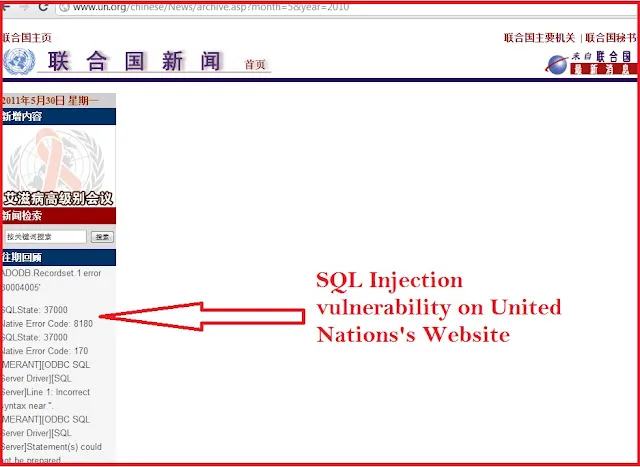 www.un.org/chinese/News/archive.asp?month=5&year=2010
联合国主页
联合国主要机关 | 联合国秘书
联合国新闻 首页
来自 联合国
最新消息
2011年5月30日 星期一
新增内容
艾滋病高级别会议
新闻检索
按关键词搜索 搜索
往期回顾
ADODB.Recordset.1 error
'80004005'
SQLState: 37000
Native Error Code: 8180
SQLState: 37000
Native Error Code: 170
[MERANT][ODBC SQL
Server Driver][SQL
Server]Line 1: Incorrect
syntax near ''.
[MERANT][ODBC SQL
Server Driver][SQL
Server]Statement(s) could
not be prepared
SQL Injection
vulnerability on United
Nations's Website